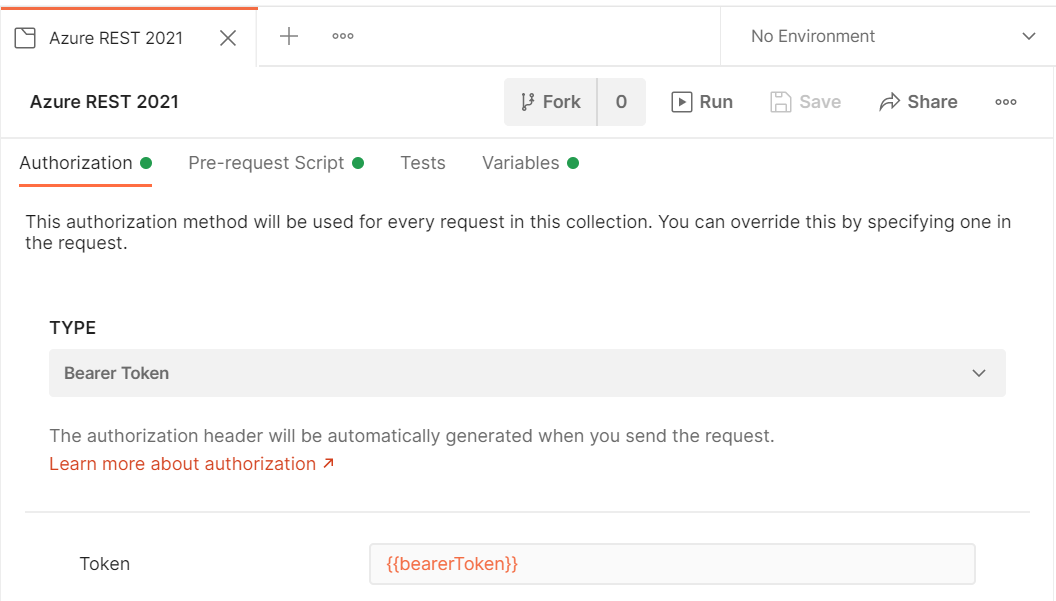 Azure REST 2021
No Environment
Azure REST 2021
Fork 0 Run Save Share
Authorization Pre-request Script Tests Variables
This authorization method will be used for every request in this collection. You can override this by specifying one in
the request.
TYPE
Bearer Token
The authorization header will be automatically generated when you send the request.
Learn more about authorization ↗
Token {{bearerToken}}